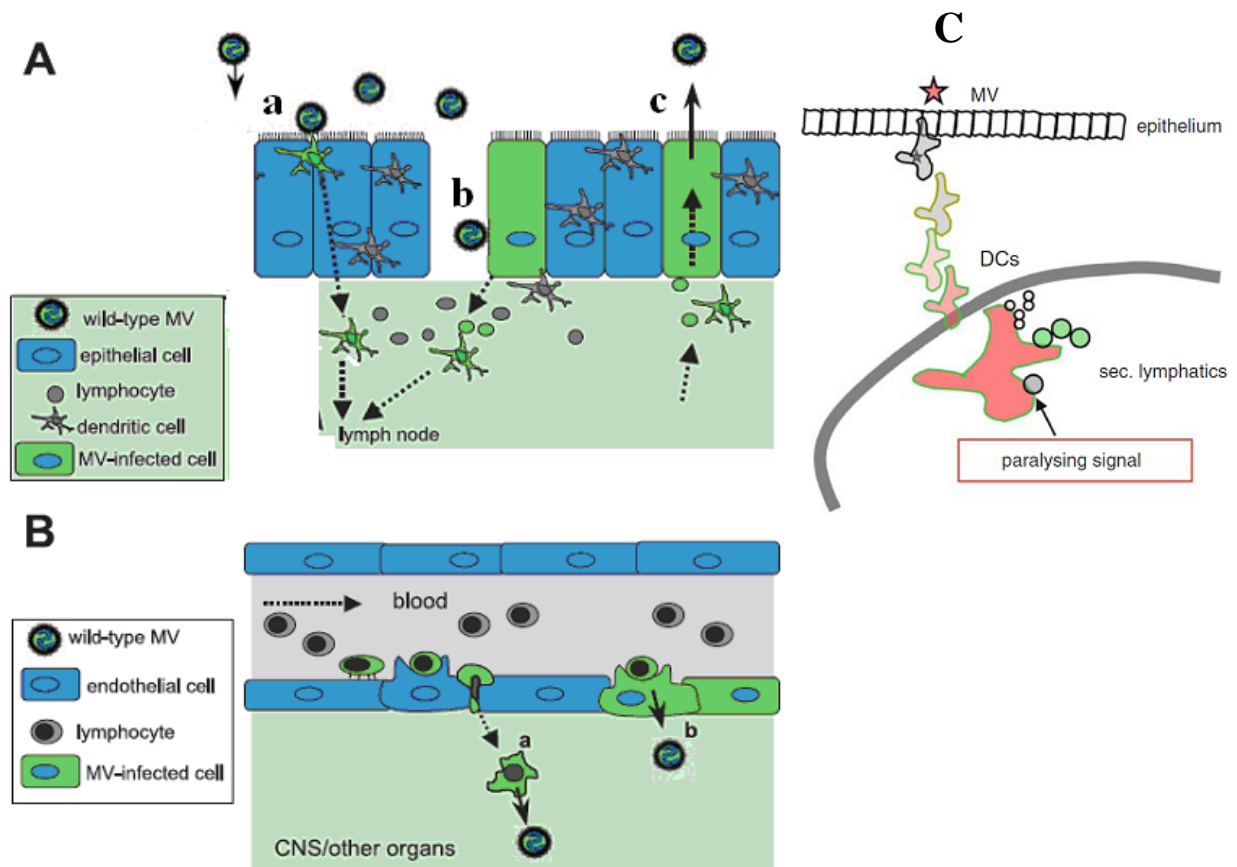 A
a
b
c
wild-type MV
epithelial cell
lymphocyte
dendritic cell
MV-infected cell
lymph node
C
MV
epithelium
DCs
sec. lymphatics
paralysing signal
B
wild-type MV
endothelial cell
lymphocyte
MV-infected cell
blood
a
b
CNS/other organs